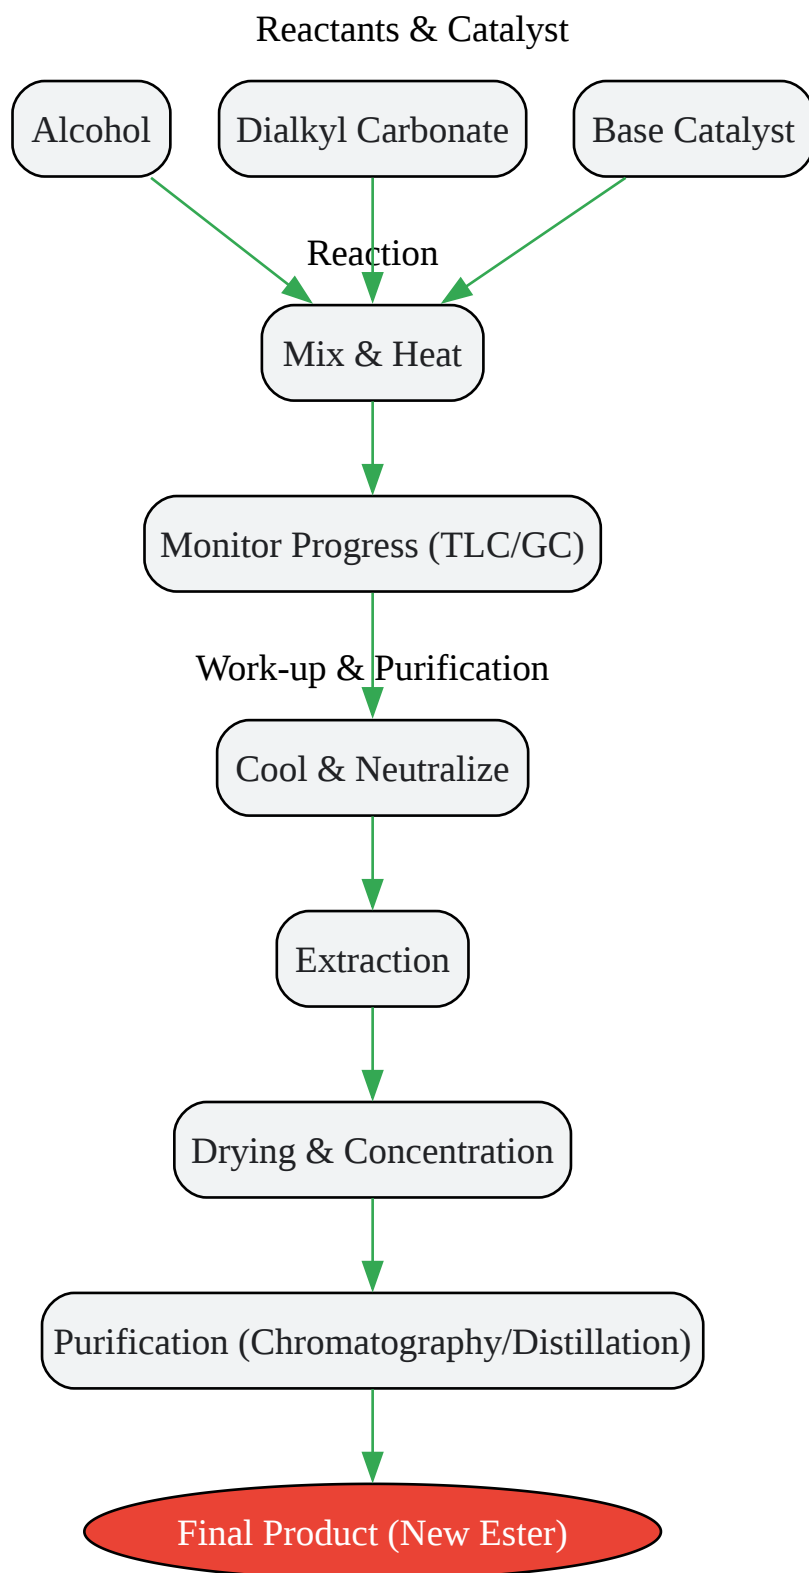 Reactants & Catalyst
Alcohol
Dialkyl Carbonate
Base Catalyst
Reaction
Mix & Heat
Monitor Progress (TLC/GC)
Work-up & Purification
Cool & Neutralize
Extraction
Drying & Concentration
Purification (Chromatography/Distillation)
Final Product (New Ester)